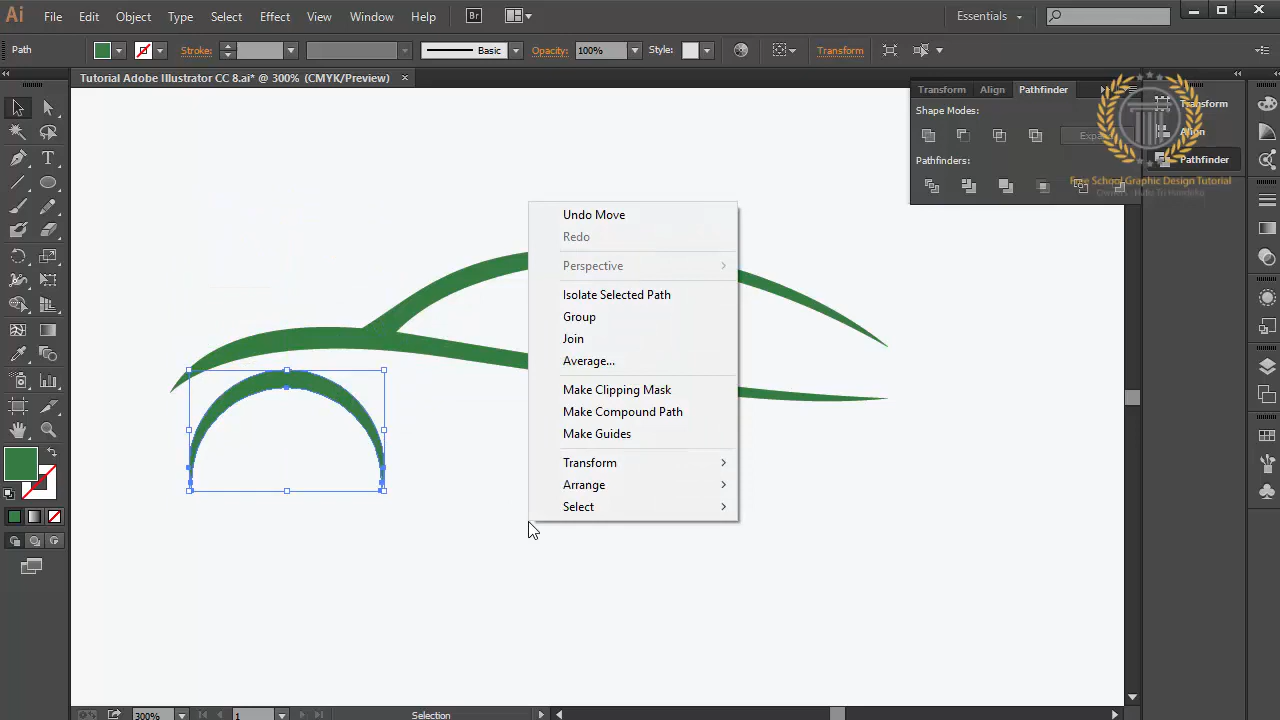 Ai File Edit Object Type Select Effect View Window Help Br Essentials
Path Stroke: Basic Opacity: 100% Style: Transform
Tutorial Adobe Illustrator CC 8.ai* @ 300% (CMYK/Preview) ×
Transform Align Pathfinder
Shape Modes:
Pathfinders:
Transform
Align
Pathfinder
Free School Graphic Design Tutorial
Undo Move
Redo
Perspective
Isolate Selected Path
Group
Join
Average...
Make Clipping Mask
Make Compound Path
Make Guides
Transform
Arrange
Select
300% 1 Selection